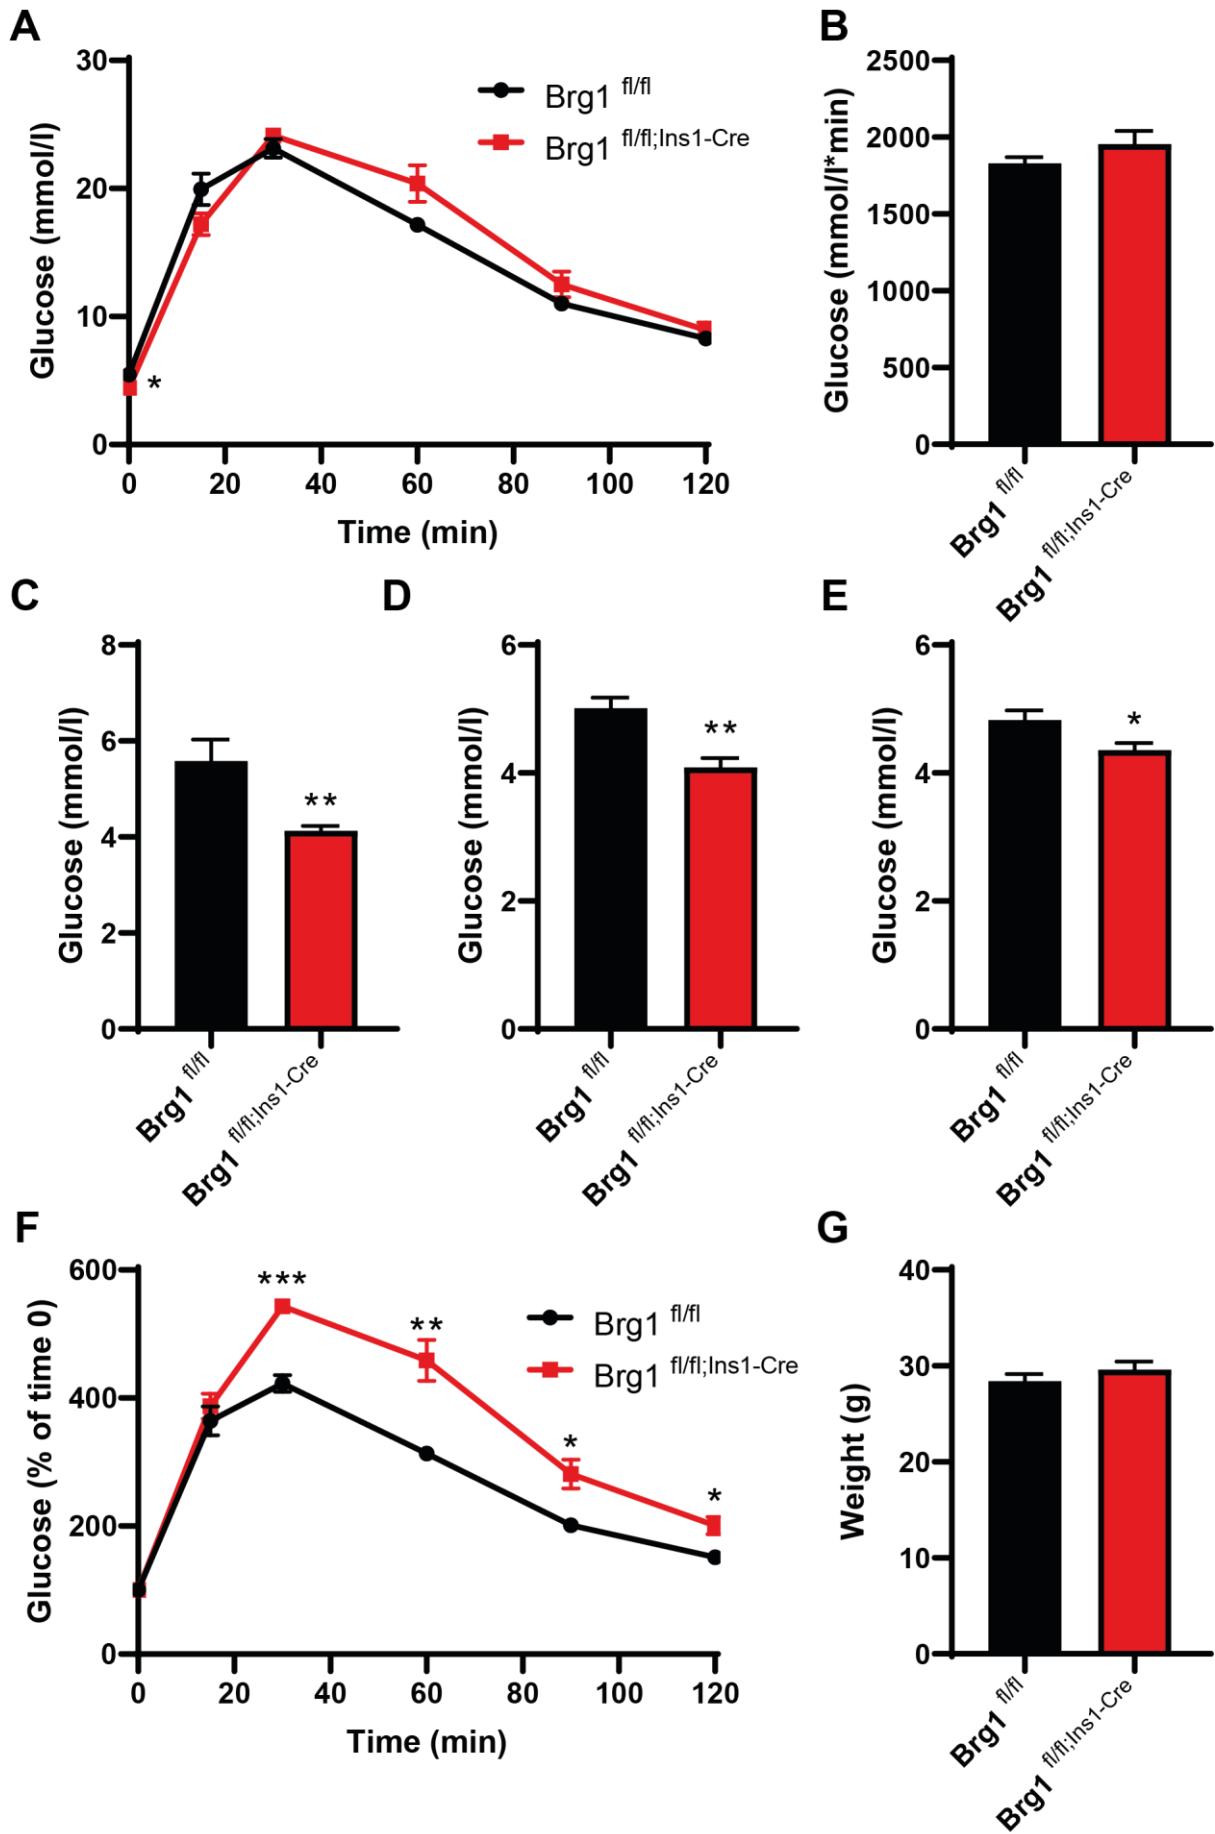 A
30
20
10
0
Glucose (mmol/l)
Brg1 fl/fl
Brg1 fl/fl;Ins1-Cre
*
0 20 40 60 80 100 120
Time (min)
B
2500
2000
1500
1000
500
0
Glucose (mmol/l*min)
Brg1 fl/fl
Brg1 fl/fl;Ins1-Cre
C
8
6
4
2
0
Glucose (mmol/l)
**
Brg1 fl/fl
Brg1 fl/fl;Ins1-Cre
D
6
4
2
0
Glucose (mmol/l)
**
Brg1 fl/fl
Brg1 fl/fl;Ins1-Cre
E
6
4
2
0
Glucose (mmol/l)
*
Brg1 fl/fl
Brg1 fl/fl;Ins1-Cre
F
600
400
200
0
Glucose (% of time 0)
***
**
*
*
Brg1 fl/fl
Brg1 fl/fl;Ins1-Cre
0 20 40 60 80 100 120
Time (min)
G
40
30
20
10
0
Weight (g)
Brg1 fl/fl
Brg1 fl/fl;Ins1-Cre